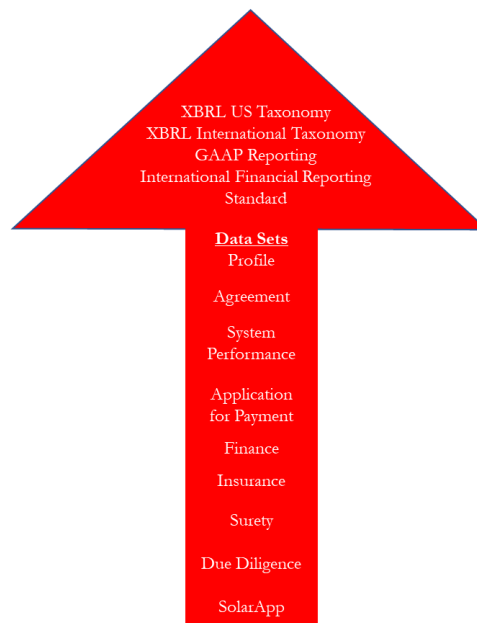 XBRL US Taxonomy
XBRL International Taxonomy
GAAP Reporting
International Financial Reporting
Standard
Data Sets
Profile
Agreement
System
Performance
Application
for Payment
Finance
Insurance
Surety
Due Diligence
SolarApp